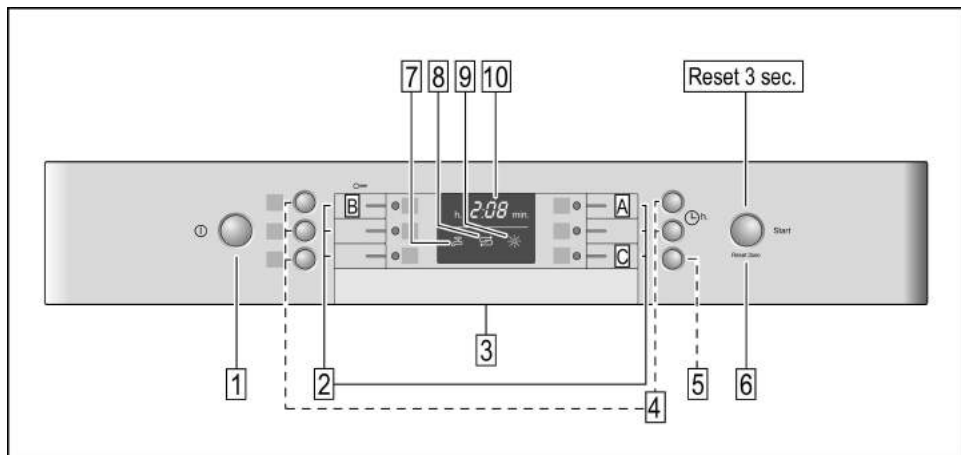 7 8 9 10 Reset 3 sec.
B A
h. 2:08 min. h.
Start
C
Reset 3sec
3
1 2 4 5 6